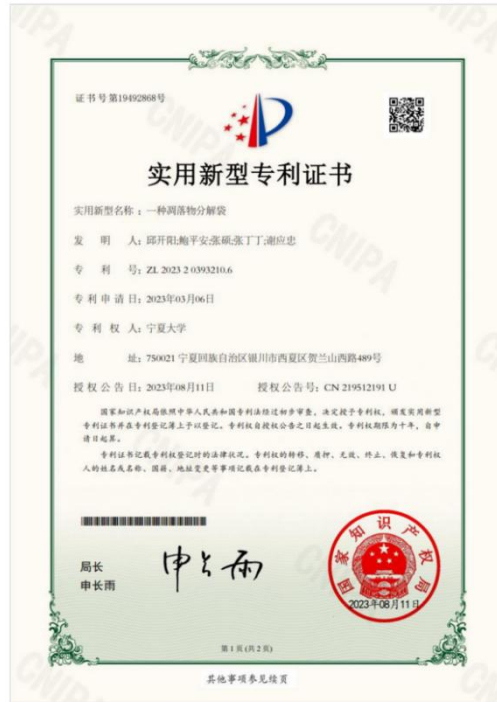 证书号第19492868号
实用新型专利证书
实用新型名称：一种凋落物分解袋
发 明 人：邱开阳;鲍平安;张硕;张丁丁;谢应忠
专 利 号：ZL 2023 2 0393210.6
专利申请日：2023年03月06日
专 利 权 人：宁夏大学
地 址：750021 宁夏回族自治区银川市西夏区贺兰山西路489号
授权公告日：2023年08月11日 授权公告号：CN 219512191 U
国家知识产权局依照中华人民共和国专利法经过初步审查，决定授予专利权，颁发实用新型
专利证书并在专利登记簿上予以登记。专利权自授权公告之日起生效。专利权期限为十年，自申
请日起算。
专利证书记载专利权登记时的法律状况。专利权的转移、质押、无效、终止、恢复和专利权
人的姓名或名称、国籍、地址变更等事项记载在专利登记簿上。
局长
申长雨
申长雨
国家知识产权局
2023年08月11日
第 1 页 (共 2 页)
其他事项参见续页
CNIPA
CNIPA
CNIPA
CNIPA